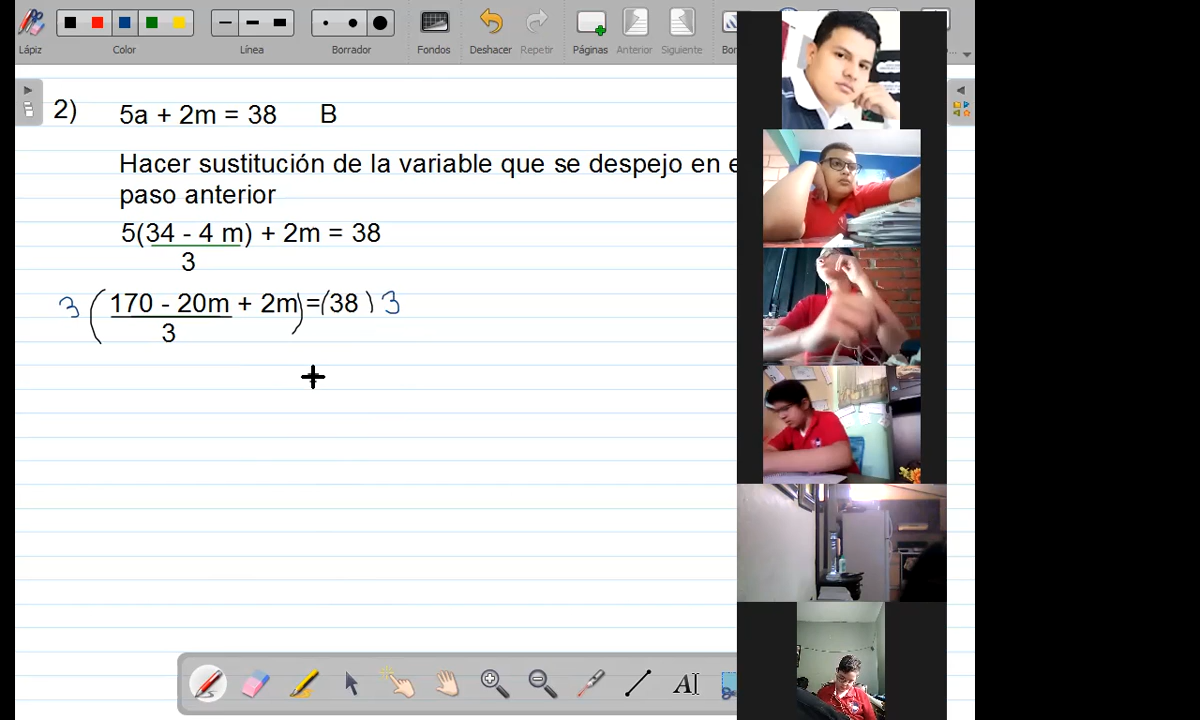 Lápiz Color Línea Borrador Fondos Deshacer Repetir Páginas Anterior Siguiente
2) 5a + 2m = 38 B
Hacer sustitución de la variable que se despejo en
paso anterior
5(34 - 4 m) + 2m = 38
3
3 ( 170 - 20m + 2m ) = (38) 3
3